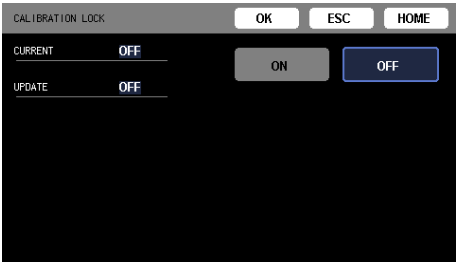 CALIBRATION LOCK OK ESC HOME
CURRENT OFF
ON OFF
UPDATE OFF